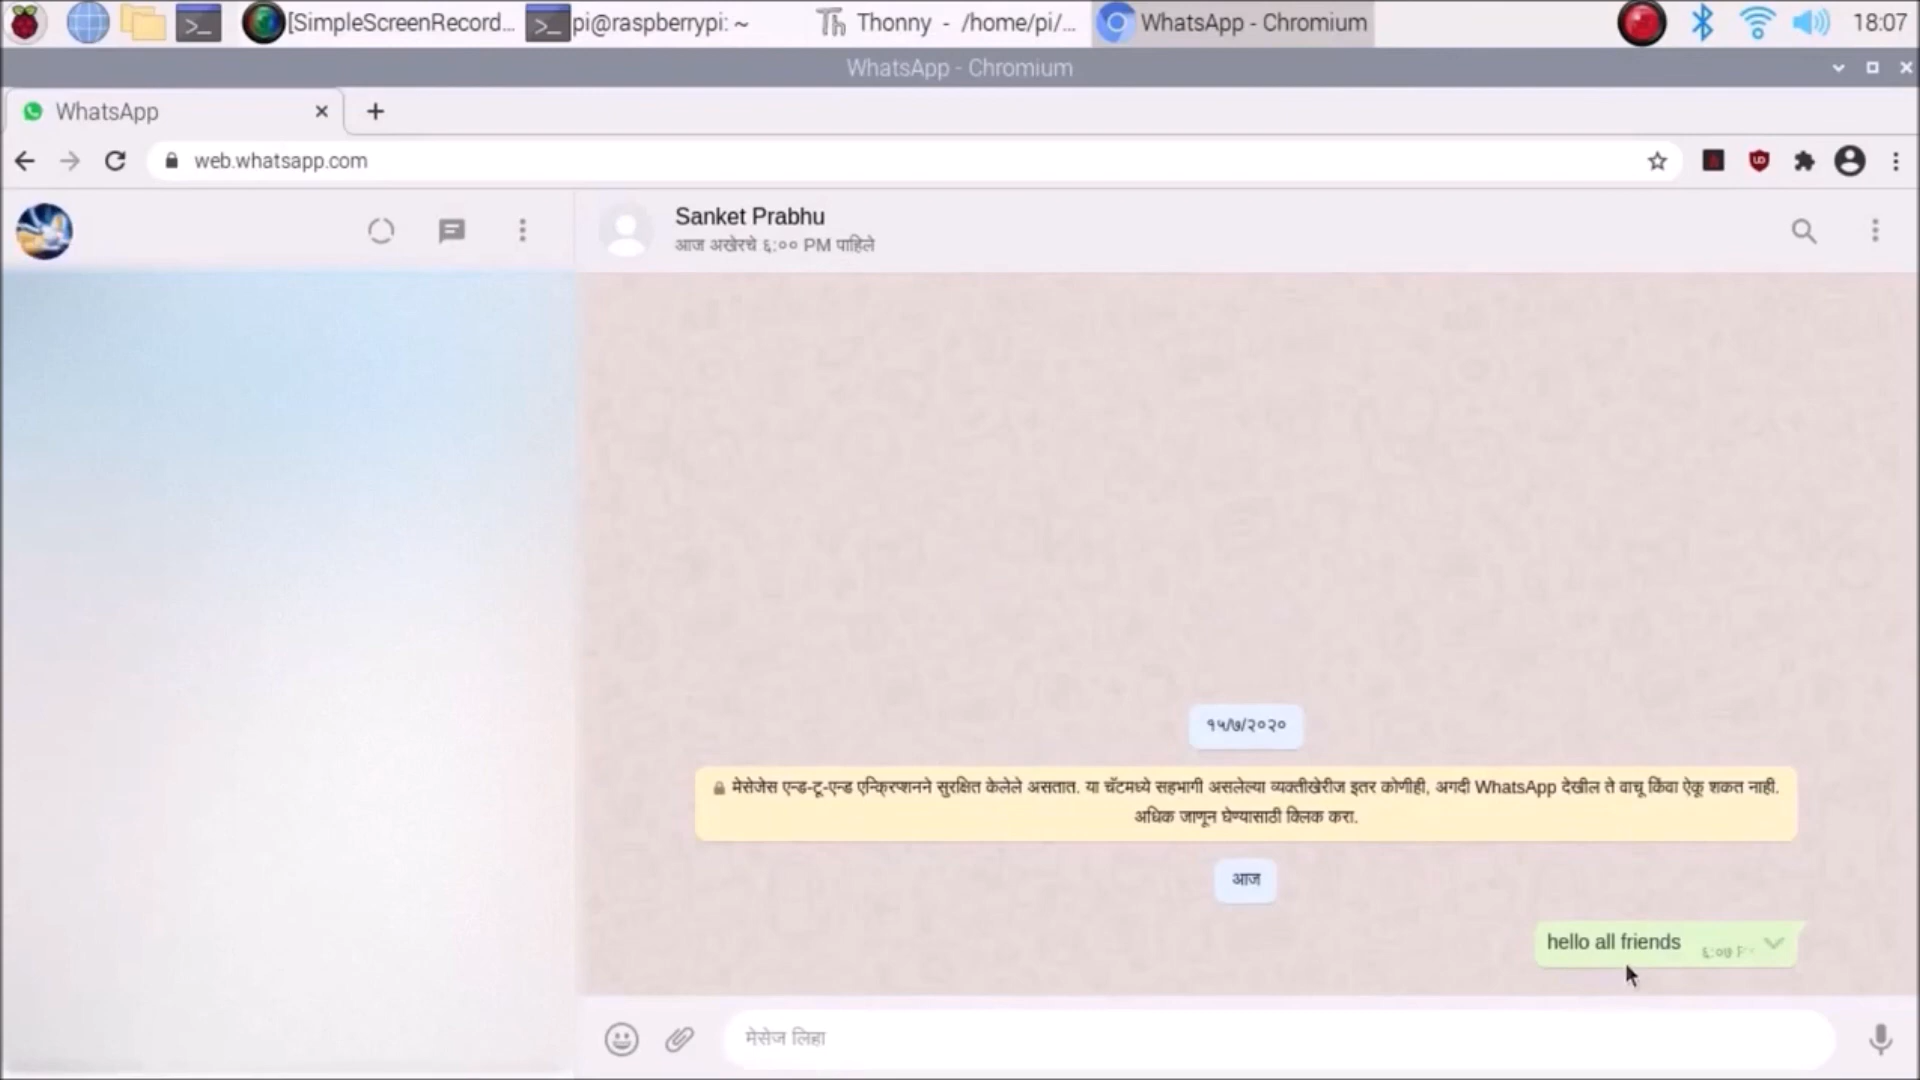 [SimpleScreenRecord...
pi@raspberrypi: ~
Thonny - /home/pi/...
WhatsApp - Chromium
18:07
WhatsApp - Chromium
WhatsApp
web.whatsapp.com
Sanket Prabhu
आज अखेरचे ६:०० PM पाहिले
१५/७/२०२०
मेसेजेस एन्ड-टू-एन्ड एन्क्रिप्शनने सुरक्षित केलेले असतात. या चॅटमध्ये सहभागी असलेल्या व्यक्तीखेरीज इतर कोणीही, अगदी WhatsApp देखील ते वाचू किंवा ऐकू शकत नाही.
अधिक जाणून घेण्यासाठी क्लिक करा.
आज
hello all friends
६:०७
मेसेज लिहा